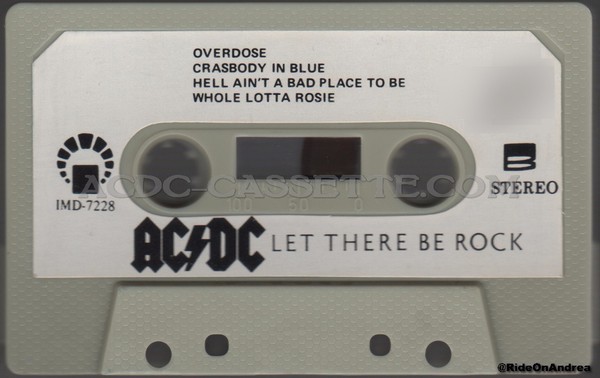 OVERDOSE
CRASBODY IN BLUE
HELL AIN'T A BAD PLACE TO BE
WHOLE LOTTA ROSIE
B
STEREO
IMD-7228
ACDC-CASSETTE.COM
100 50 0
AC DC LET THERE BE ROCK
@RideOnAndrea